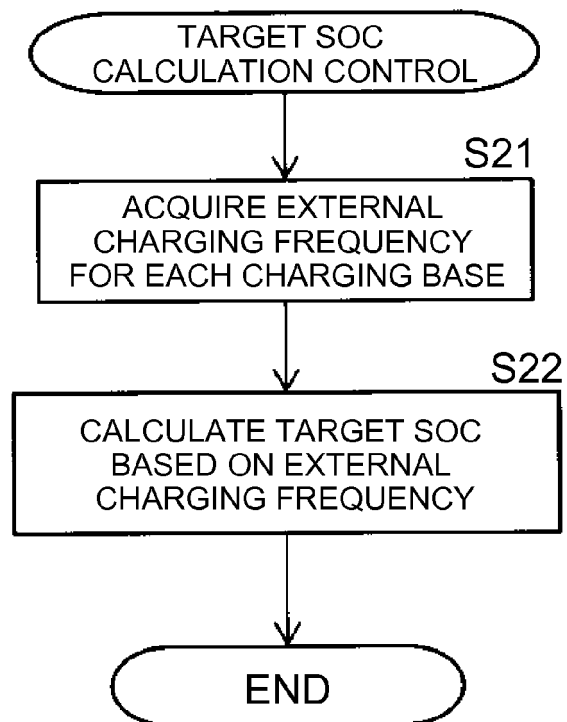 TARGET SOC
CALCULATION CONTROL
S21
ACQUIRE EXTERNAL
CHARGING FREQUENCY
FOR EACH CHARGING BASE
S22
CALCULATE TARGET SOC
BASED ON EXTERNAL
CHARGING FREQUENCY
END